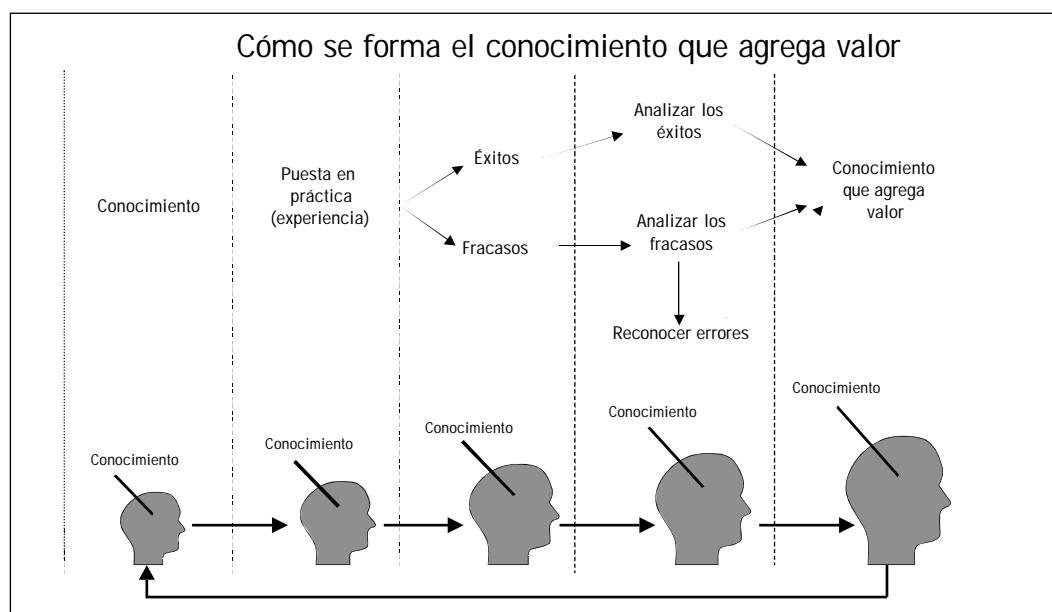 Cómo se forma el conocimiento que agrega valor
Conocimiento
Puesta en
práctica
(experiencia)
Éxitos
Fracasos
Analizar los
éxitos
Analizar los
fracasos
Reconocer errores
Conocimiento
que agrega
valor
Conocimiento
Conocimiento
Conocimiento
Conocimiento
Conocimiento